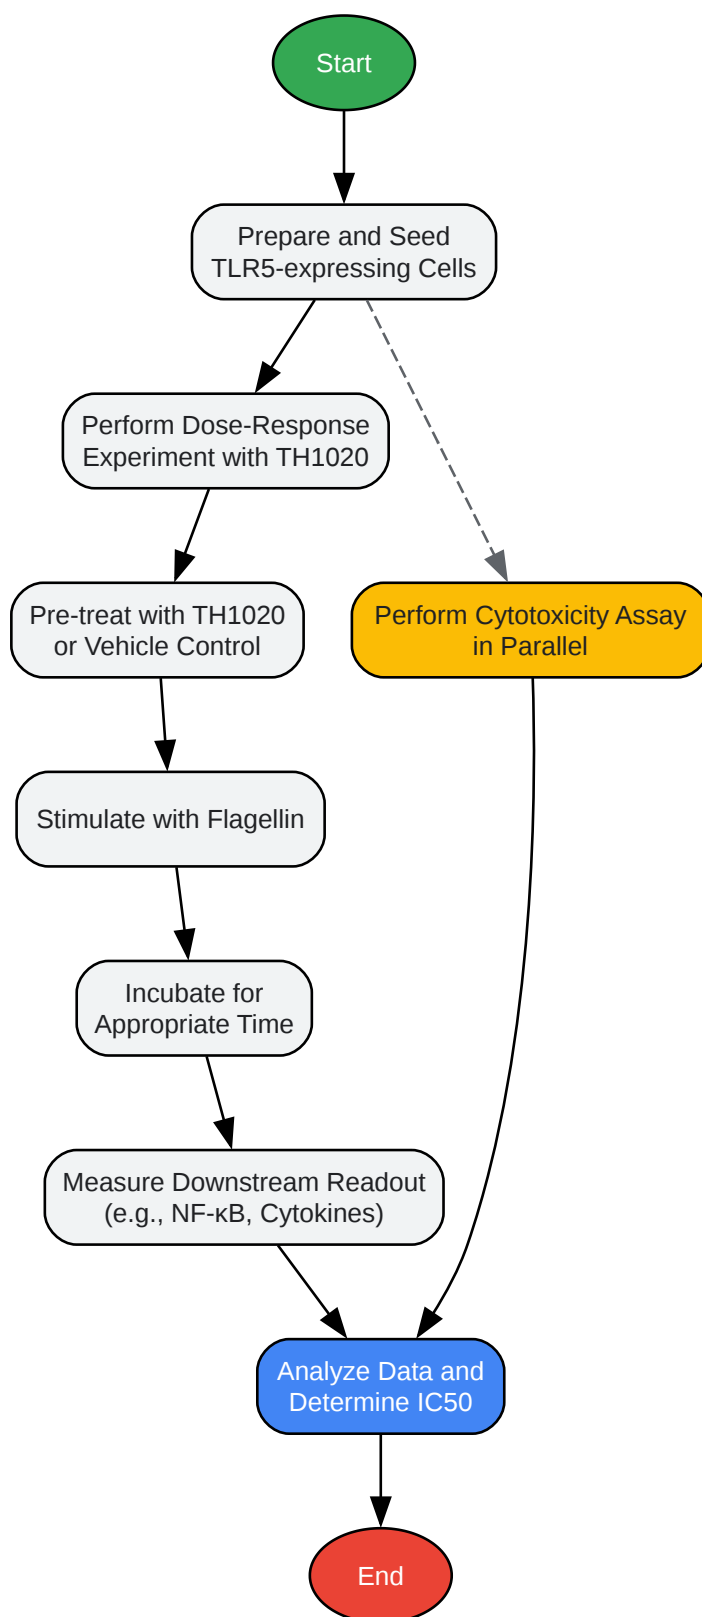 Start
Prepare and Seed
TLR5-expressing Cells
Perform Dose-Response
Experiment with TH1020
Pre-treat with TH1020
or Vehicle Control
Perform Cytotoxicity Assay
in Parallel
Stimulate with Flagellin
Incubate for
Appropriate Time
Measure Downstream Readout
(e.g., NF-κB, Cytokines)
Analyze Data and
Determine IC50
End